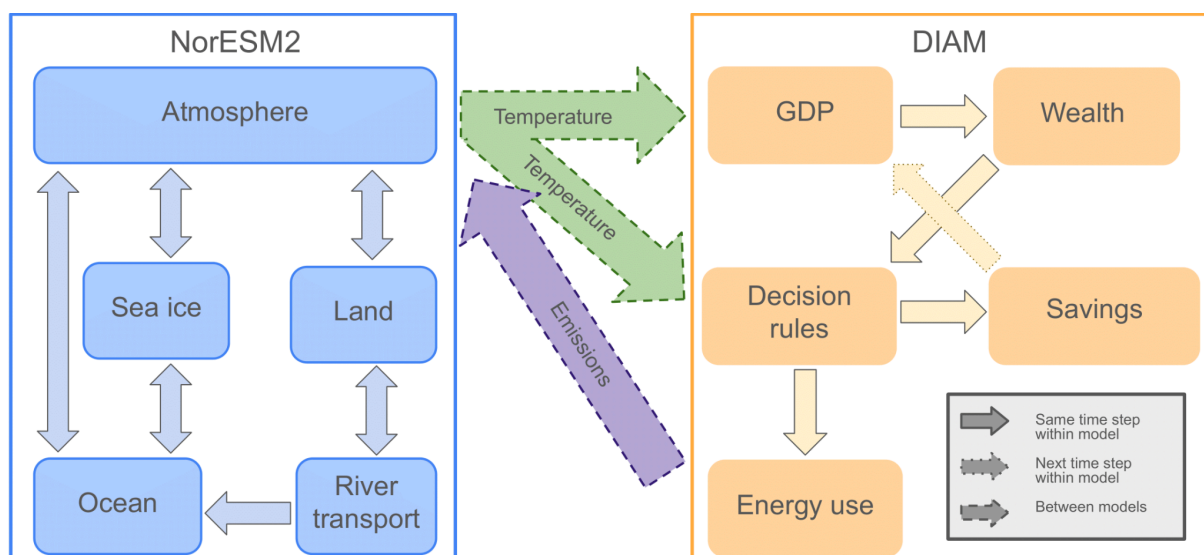 NorESM2
Atmosphere
Sea ice
Land
Ocean
River
transport
Temperature
Temperature
Emissions
DIAM
GDP
Wealth
Decision
rules
Savings
Energy use
Same time step
within model
Next time step
within model
Between models